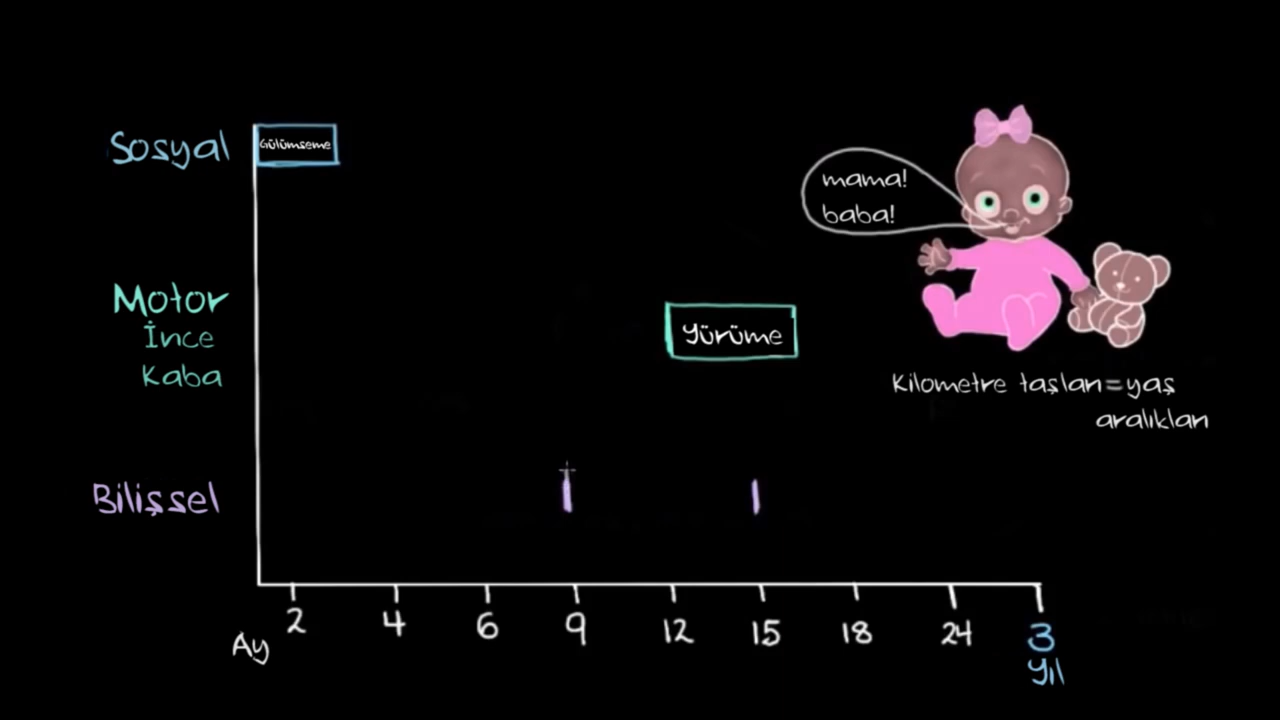 Sosyal
Gülümseme
mama!
baba!
Motor
İnce
Kaba
Yürüme
Kilometre taşları=yaş
aralıkları
Bilişsel
2 4 6 9 12 15 18 24 3
Ay
Yıl